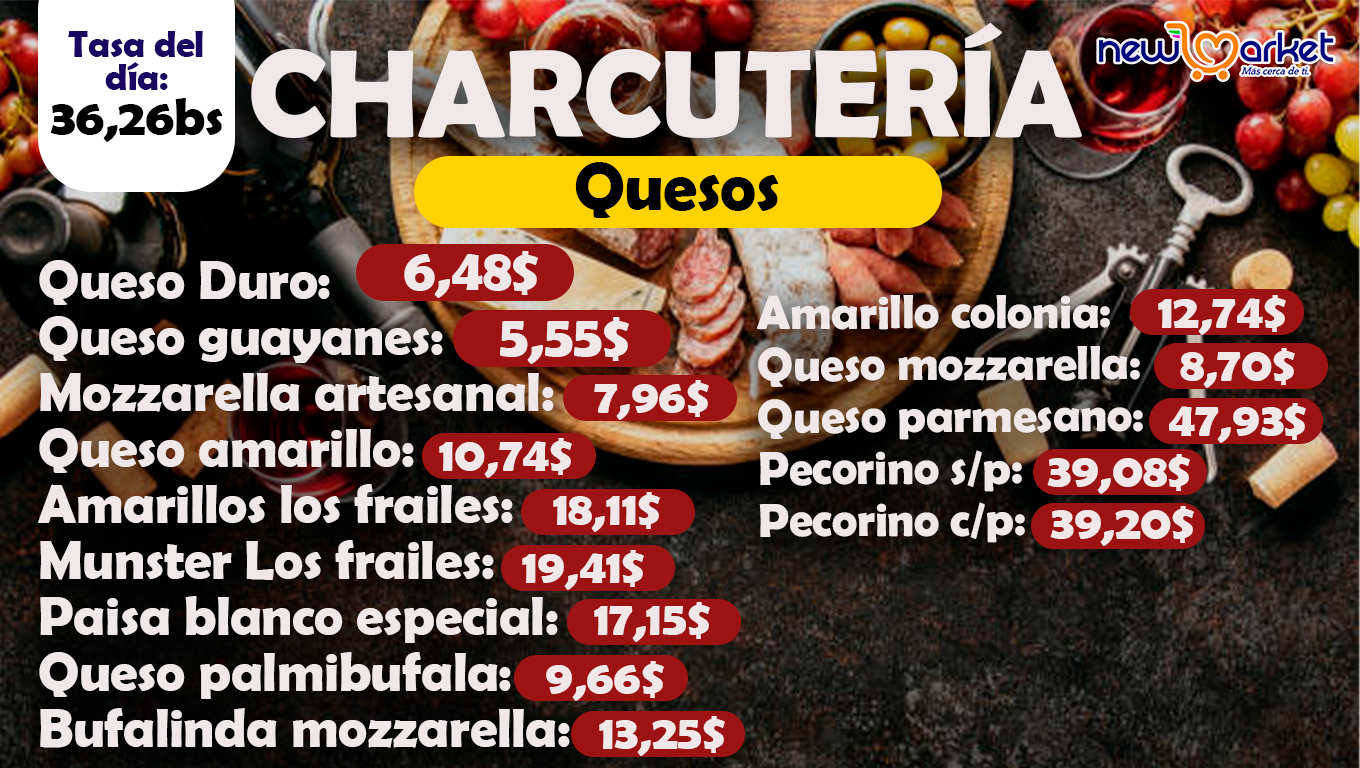 Tasa del
día:
36,26bs
CHARCUTERÍA
new market
Más cerca de ti.
Quesos
Queso Duro: 6,48$
Queso guayanes: 5,55$
Mozzarella artesanal: 7,96$
Queso amarillo: 10,74$
Amarillos los frailes: 18,11$
Munster Los frailes: 19,41$
Paisa blanco especial: 17,15$
Queso palmibufala: 9,66$
Bufalinda mozzarella: 13,25$
Amarillo colonia: 12,74$
Queso mozzarella: 8,70$
Queso parmesano: 47,93$
Pecorino s/p: 39,08$
Pecorino c/p: 39,20$